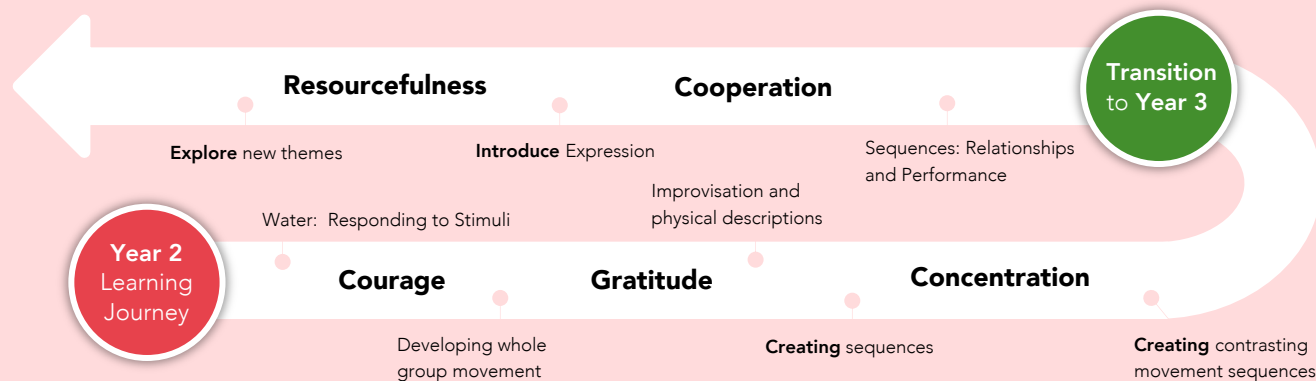 Resourcefulness
Cooperation
Transition
to Year 3
Explore new themes
Introduce Expression
Sequences: Relationships
and Performance
Improvisation and
physical descriptions
Water:  Responding to Stimuli
Year 2
Learning
Journey
Courage
Gratitude
Concentration
Developing whole
group movement
Creating sequences
Creating contrasting
movement sequences